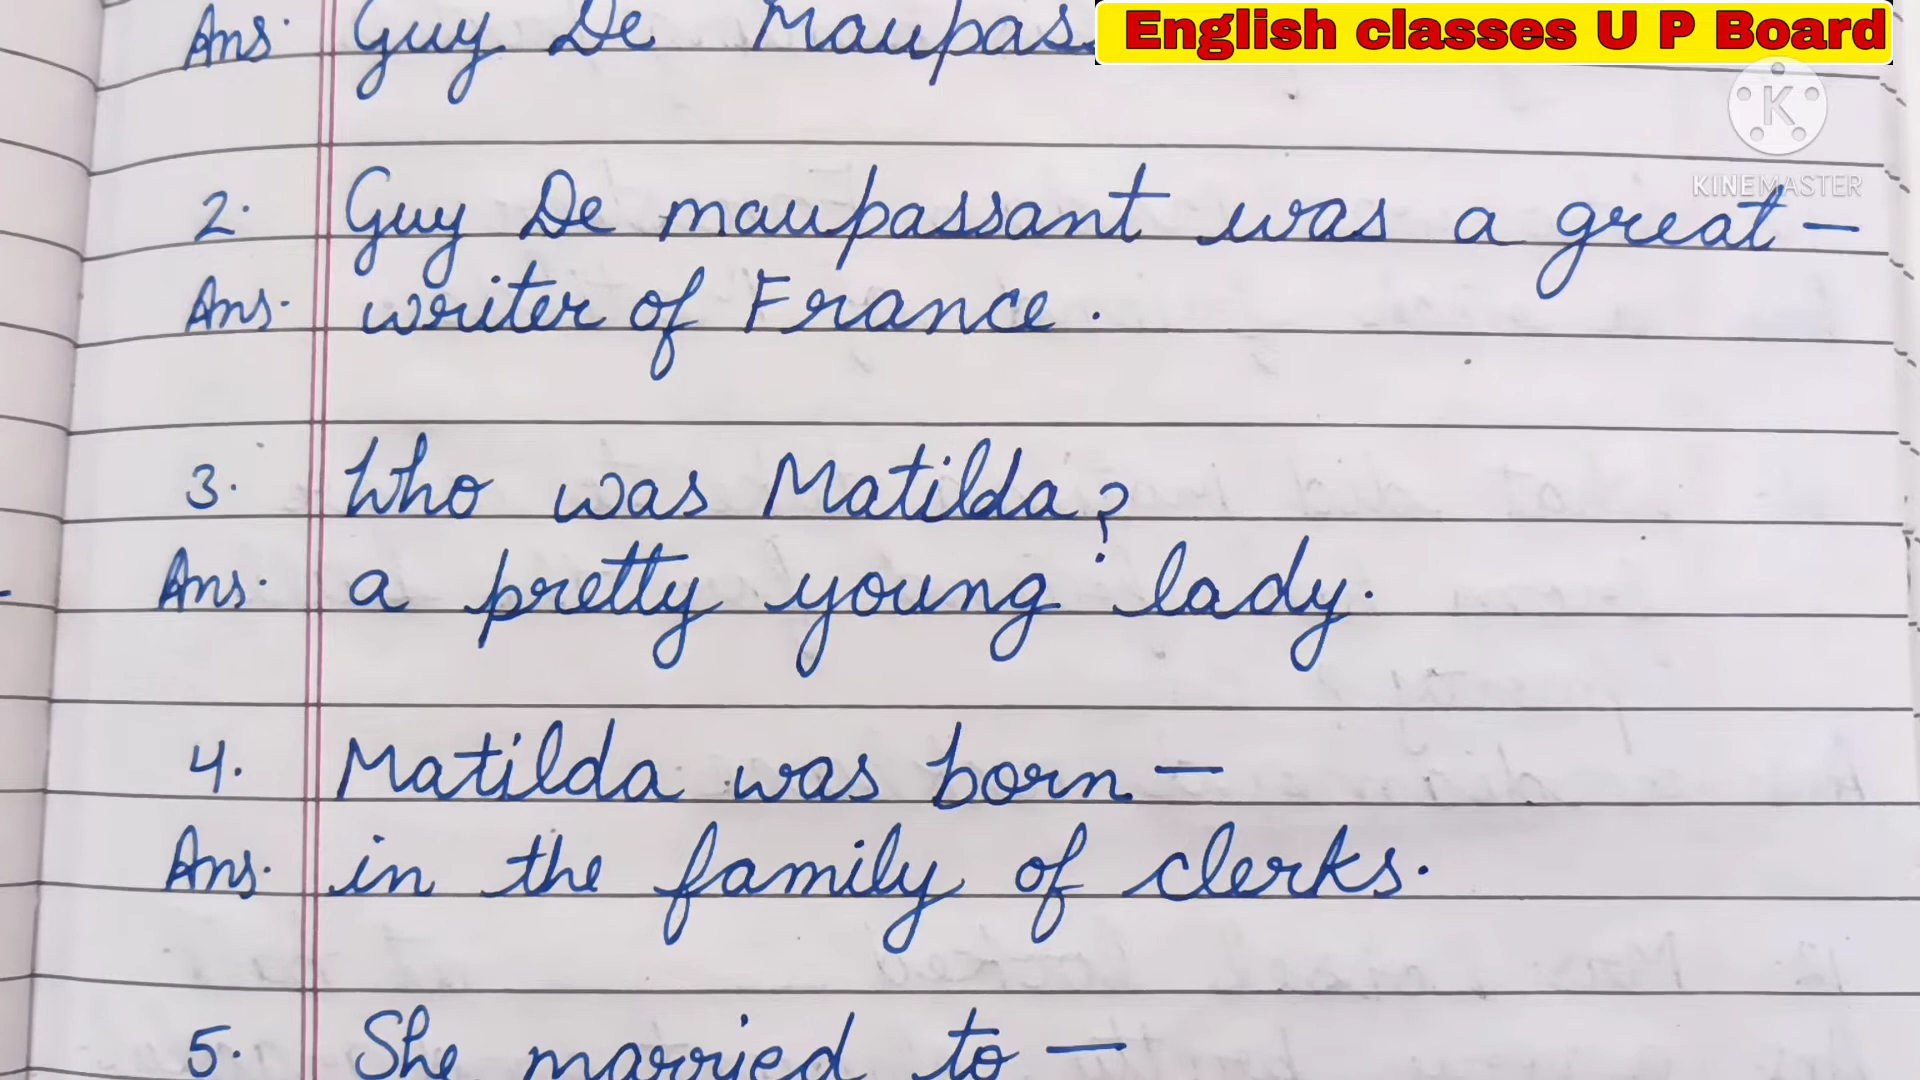 English classes U P Board
Ans. Guy De Maupas
KINEMASTER
2. Guy De maupassant was a great —
Ans. writer of France.
3. Who was Matilda?
Ans. a pretty young lady.
4. Matilda was born —
Ans. in the family of clerks.
5. She married to —